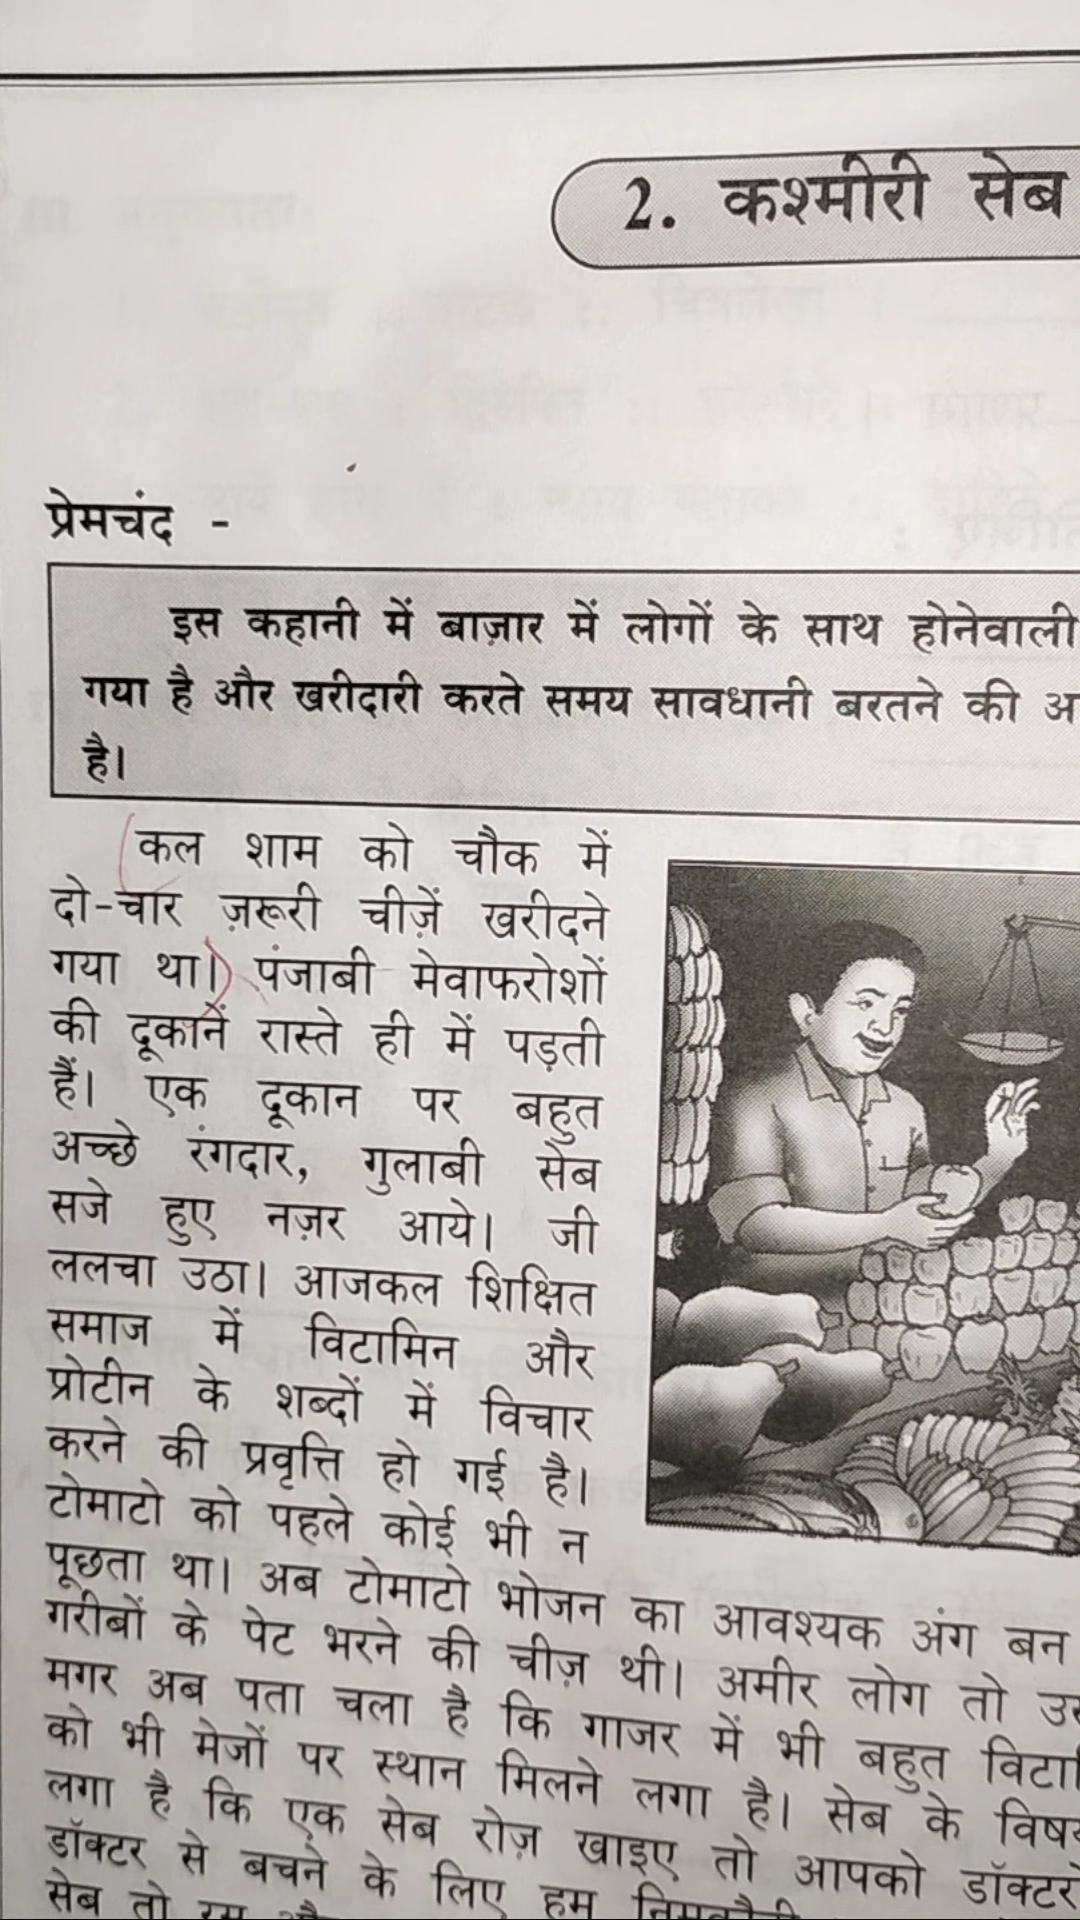 2. कश्मीरी सेब
प्रेमचंद -
इस कहानी में बाज़ार में लोगों के साथ होनेवाली
गया है और खरीदारी करते समय सावधानी बरतने की
है।
कल शाम को चौक में
दो-चार ज़रूरी चीज़ें खरीदने
गया था। पंजाबी मेवाफरोशों
की दूकानें रास्ते ही में पड़ती
हैं। एक दूकान पर बहुत
अच्छे रंगदार, गुलाबी सेब
सजे हुए नज़र आये। जी
ललचा उठा। आजकल शिक्षित
समाज में विटामिन और
प्रोटीन के शब्दों में विचार
करने की प्रवृत्ति हो गई है।
टोमाटो को पहले कोई भी न
पूछता था। अब टोमाटो भोजन का आवश्यक अंग बन
गरीबों के पेट भरने की चीज़ थी। अमीर लोग तो
मगर अब पता चला है कि गाजर में भी बहुत
को भी मेजों पर स्थान मिलने लगा है। सेब के
लगा है कि एक सेब रोज़ खाइए तो आपको
डॉक्टर से बचने के लिए हम
सेब तो